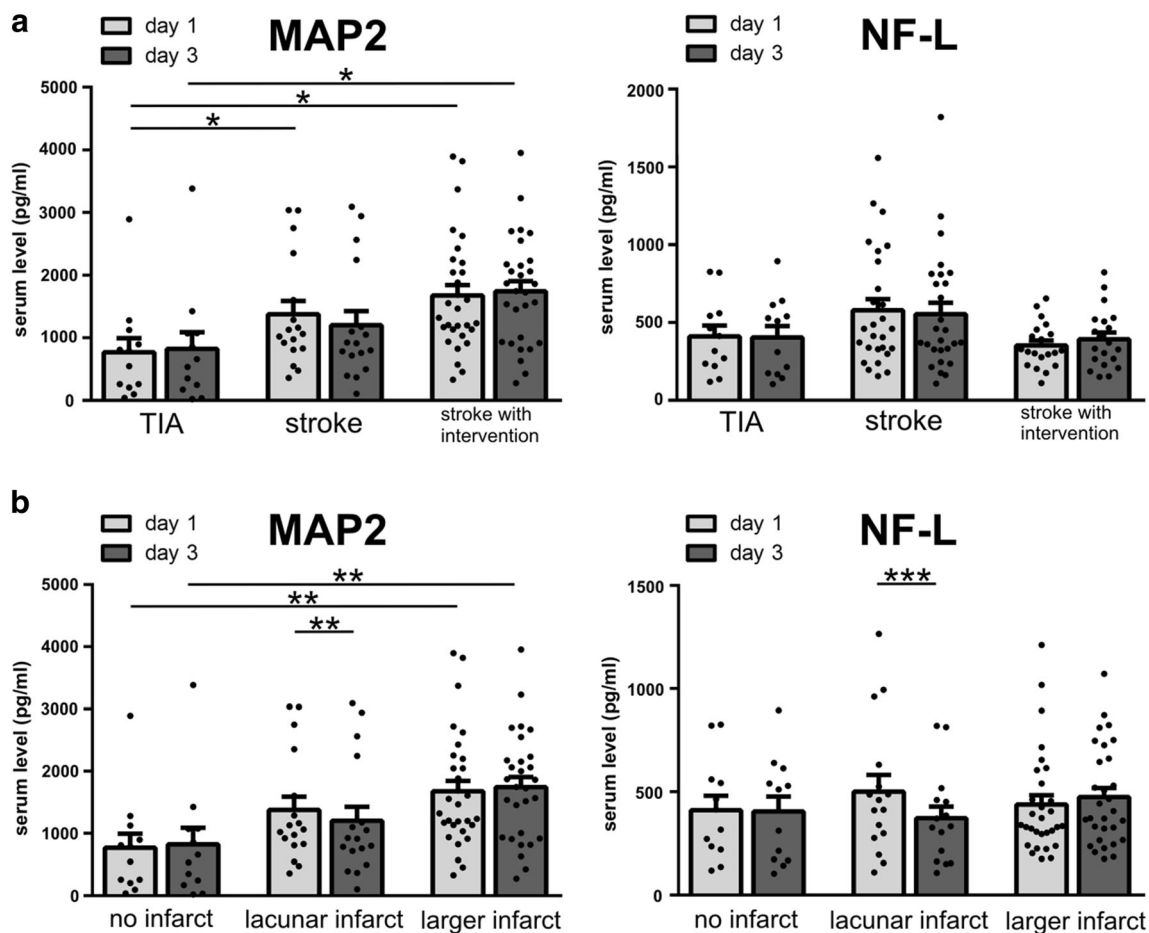 a
day 1
day 3
MAP2
*
*
*
serum level (pg/ml)
5000
4000
3000
2000
1000
0
TIA
stroke
stroke with
intervention
day 1
day 3
NF-L
serum level (pg/ml)
2000
1500
1000
500
0
TIA
stroke
stroke with
intervention
b
day 1
day 3
MAP2
**
**
**
serum level (pg/ml)
5000
4000
3000
2000
1000
0
no infarct
lacunar infarct
larger infarct
day 1
day 3
NF-L
***
serum level (pg/ml)
1500
1000
500
0
no infarct
lacunar infarct
larger infarct